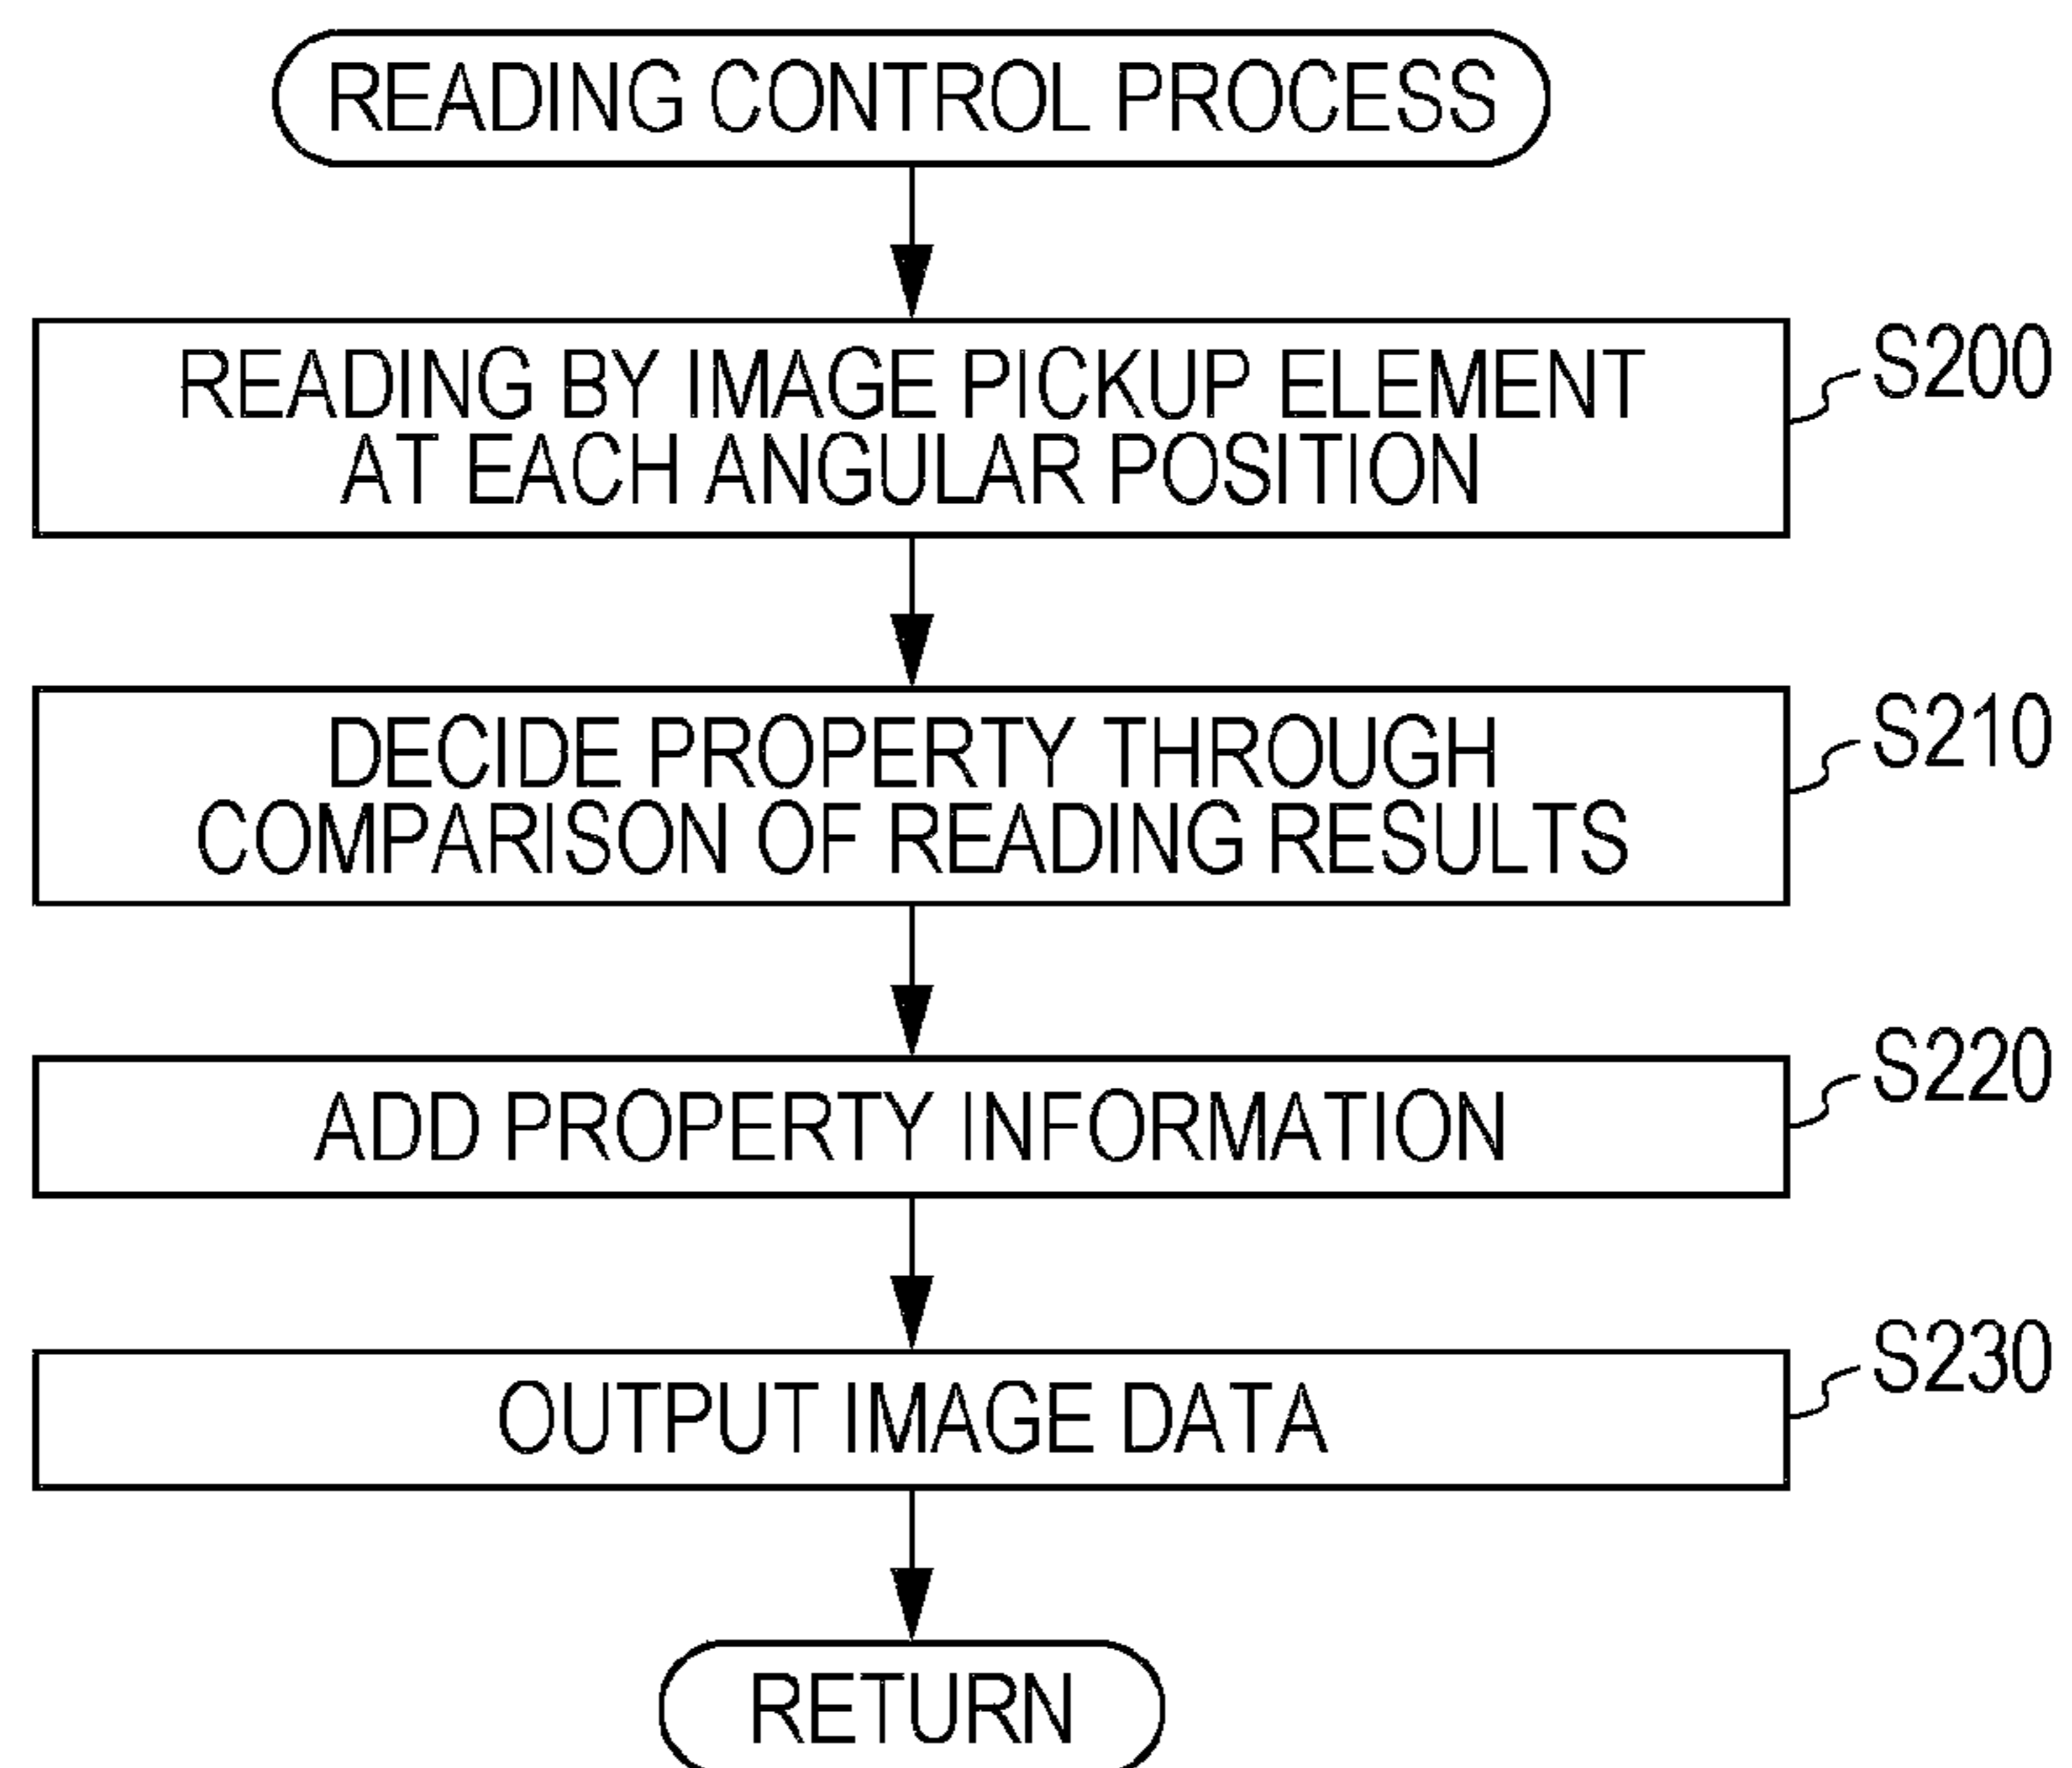 READING CONTROL PROCESS
READING BY IMAGE PICKUP ELEMENT
AT EACH ANGULAR POSITION
S200
DECIDE PROPERTY THROUGH
COMPARISON OF READING RESULTS
S210
ADD PROPERTY INFORMATION
S220
OUTPUT IMAGE DATA
S230
RETURN